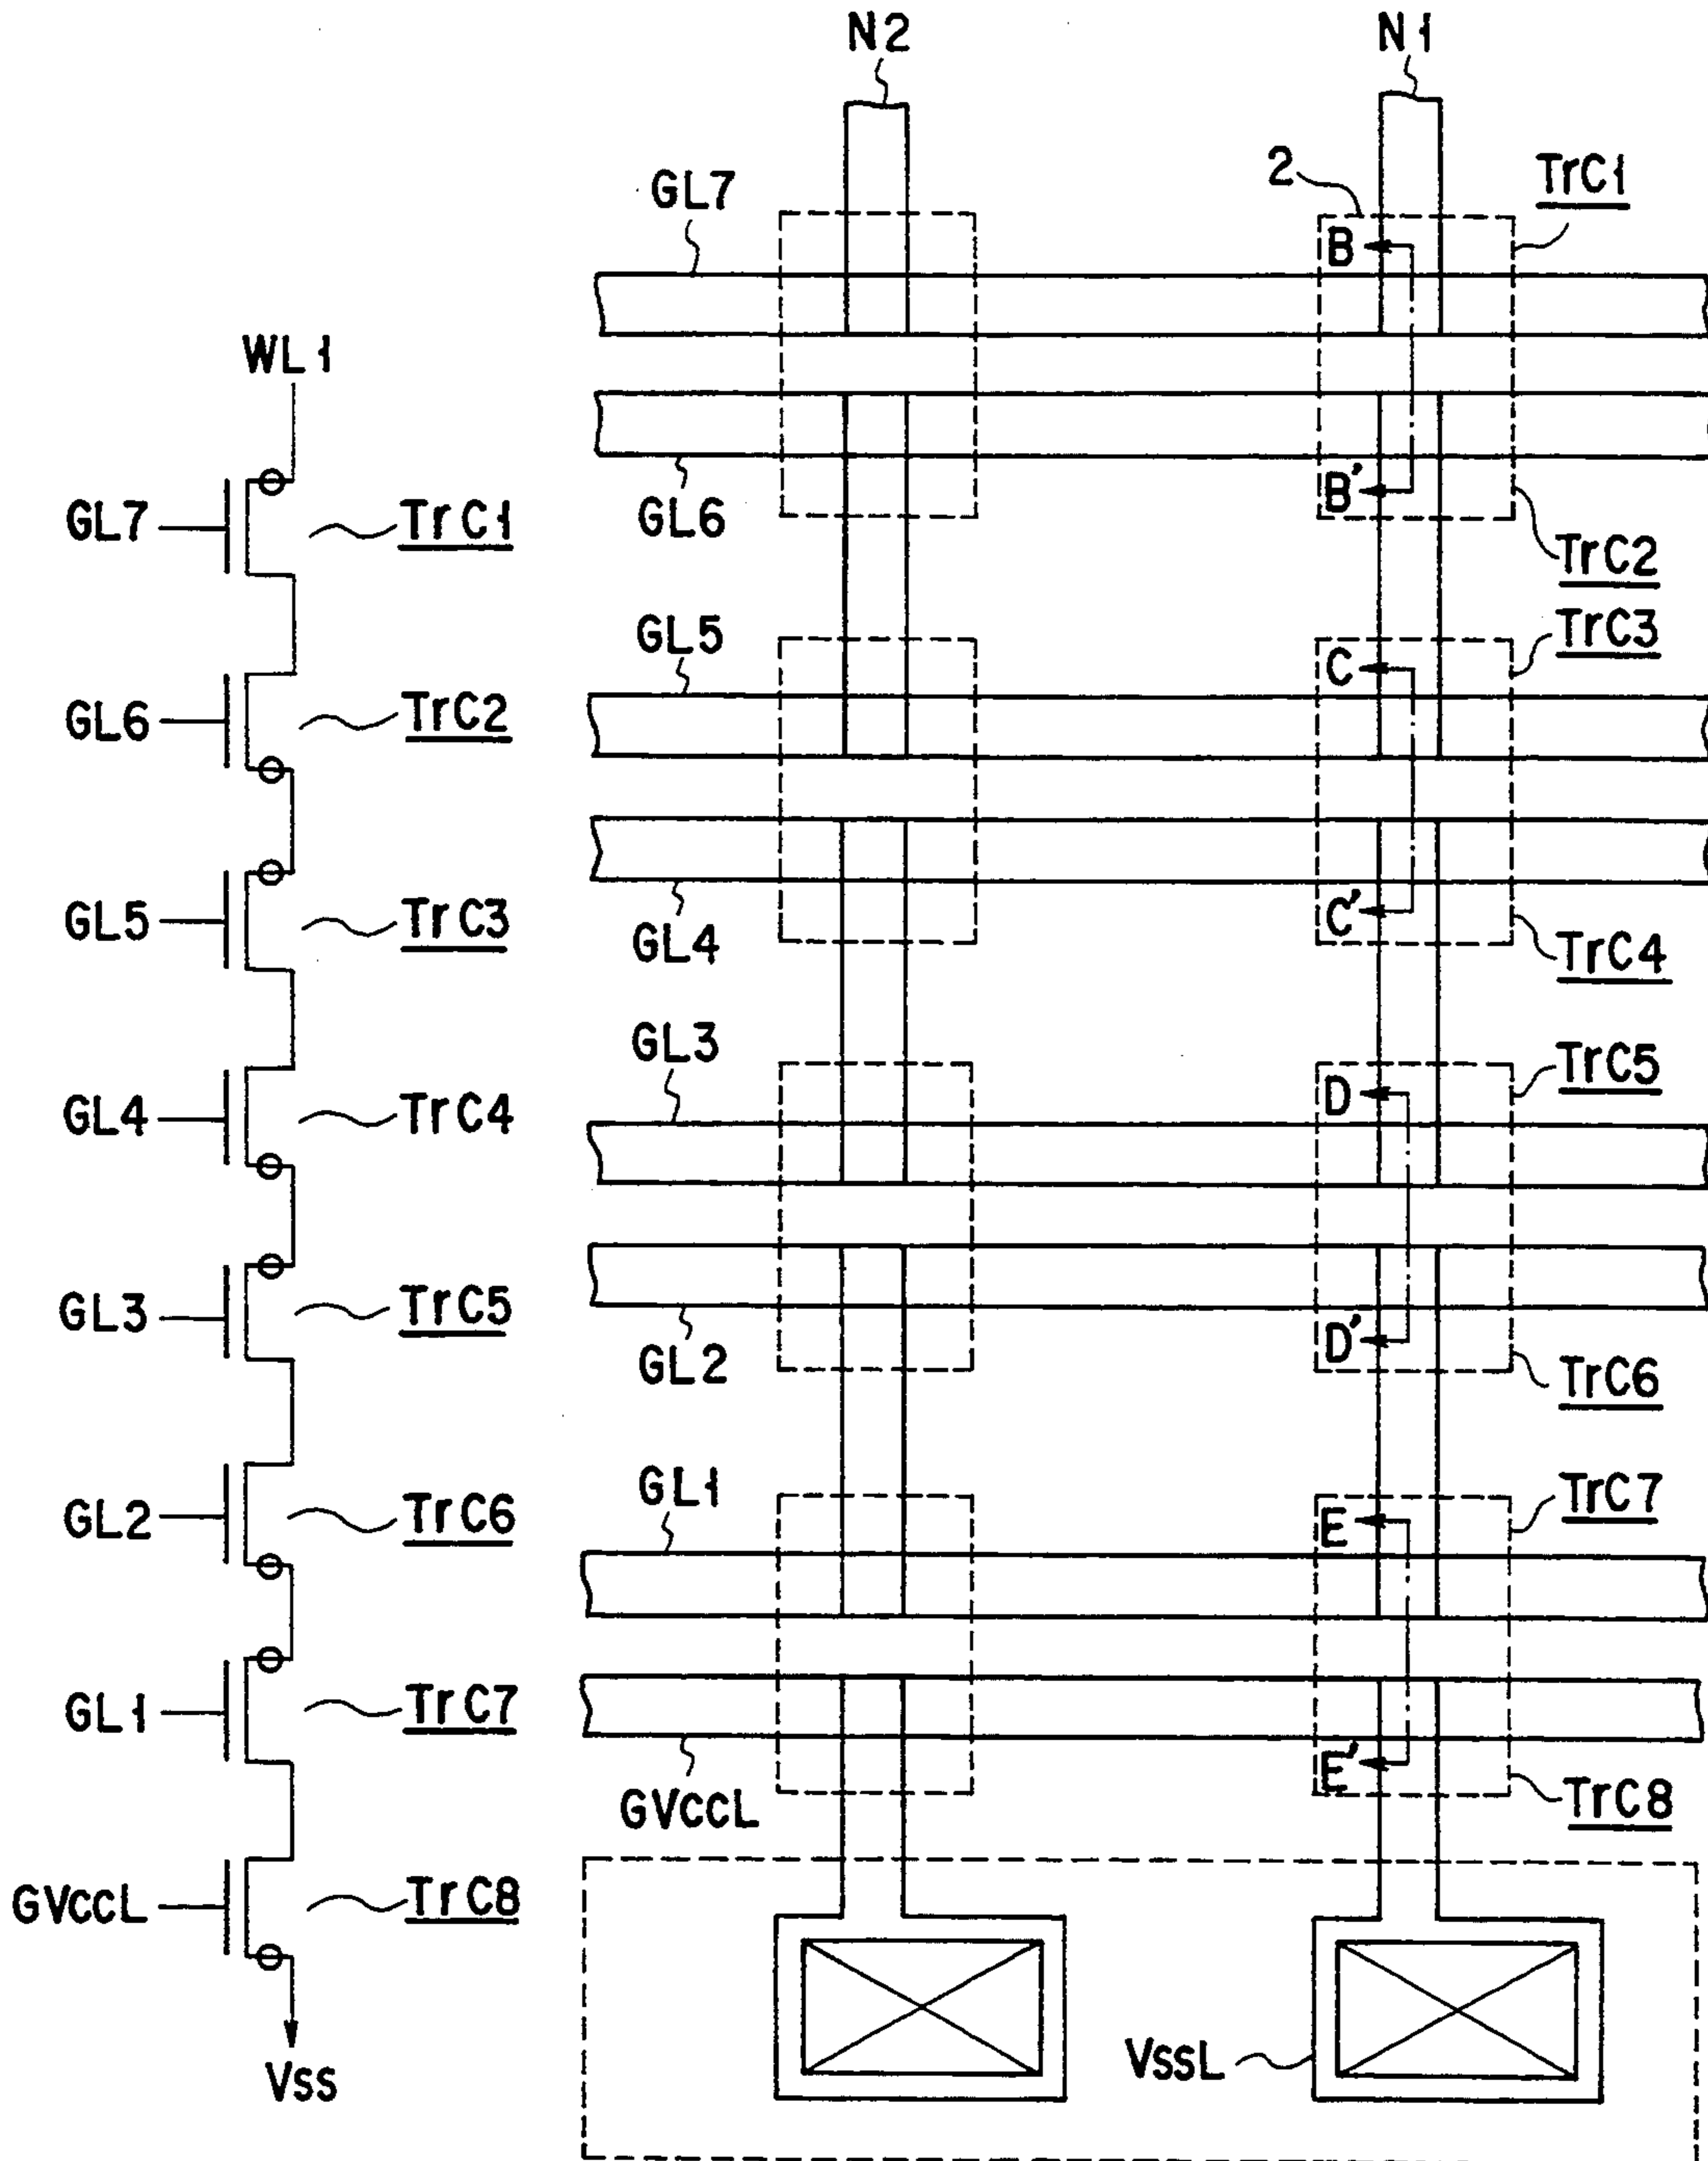 N2 N1
2 TrC1
GL7
B
WL1
B'
GL6
TrC2
GL7 TrC1
TrC3
GL5
C
GL6 TrC2
C'
GL4
TrC4
GL5 TrC3
GL3
TrC5
D
GL4 TrC4
D'
GL2
TrC6
GL3 TrC5
GL1
TrC7
GL2 TrC6
E
GL1 TrC7
E'
GVCCL
TrC8
GVCCL TrC8
VSSL
VSS